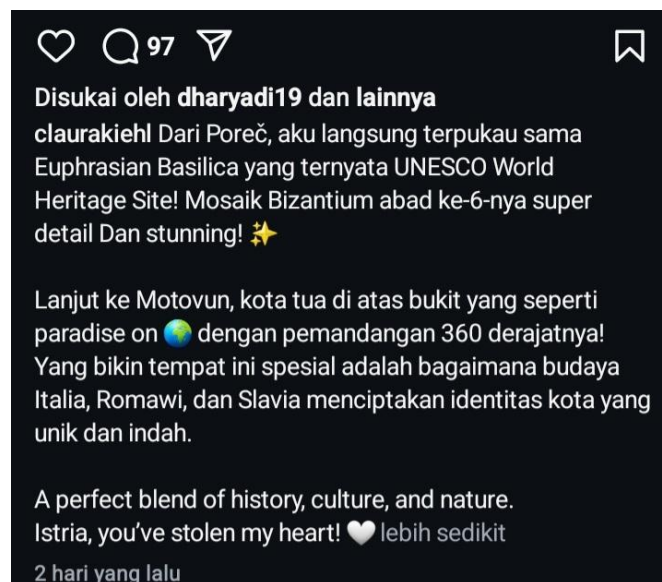 97
Disukai oleh dharyadi19 dan lainnya
claurakiehl Dari Poreč, aku langsung terpukau sama
Euphrasian Basilica yang ternyata UNESCO World
Heritage Site! Mosaik Bizantium abad ke-6-nya super
detail Dan stunning! ✨
Lanjut ke Motovun, kota tua di atas bukit yang seperti
paradise on 🌍 dengan pemandangan 360 derajatnya!
Yang bikin tempat ini spesial adalah bagaimana budaya
Italia, Romawi, dan Slavia menciptakan identitas kota yang
unik dan indah.
A perfect blend of history, culture, and nature.
Istria, you’ve stolen my heart! 🤍 lebih sedikit
2 hari yang lalu